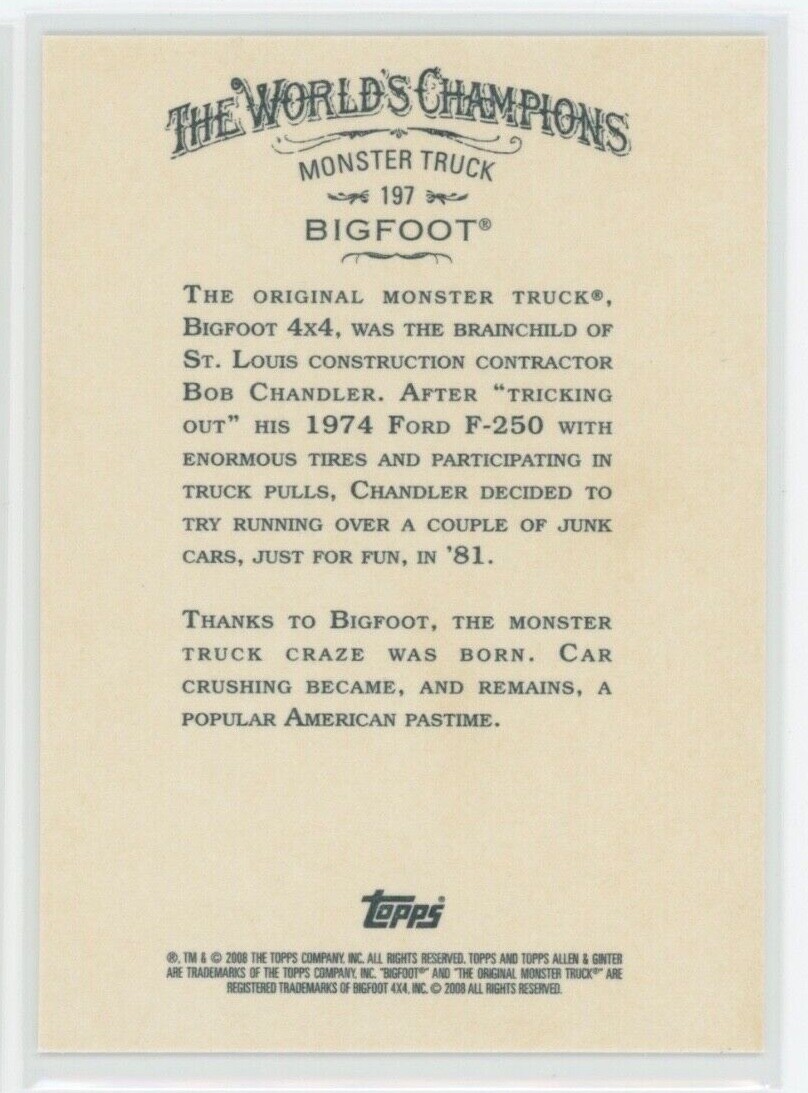 THE WORLD'S CHAMPIONS
MONSTER TRUCK
197
BIGFOOT®
THE ORIGINAL MONSTER TRUCK®,
BIGFOOT 4X4, WAS THE BRAINCHILD OF
ST. LOUIS CONSTRUCTION CONTRACTOR
BOB CHANDLER. AFTER "TRICKING
OUT" HIS 1974 FORD F-250 WITH
ENORMOUS TIRES AND PARTICIPATING IN
TRUCK PULLS, CHANDLER DECIDED TO
TRY RUNNING OVER A COUPLE OF JUNK
CARS, JUST FOR FUN, IN '81.
THANKS TO BIGFOOT, THE MONSTER
TRUCK CRAZE WAS BORN. CAR
CRUSHING BECAME, AND REMAINS, A
POPULAR AMERICAN PASTIME.
Topps®
®, TM & © 2008 THE TOPPS COMPANY, INC. ALL RIGHTS RESERVED. TOPPS AND TOPPS ALLEN & GINTER
ARE TRADEMARKS OF THE TOPPS COMPANY, INC. "BIGFOOT®" AND "THE ORIGINAL MONSTER TRUCK®" ARE
REGISTERED TRADEMARKS OF BIGFOOT 4X4, INC. © 2008 ALL RIGHTS RESERVED.